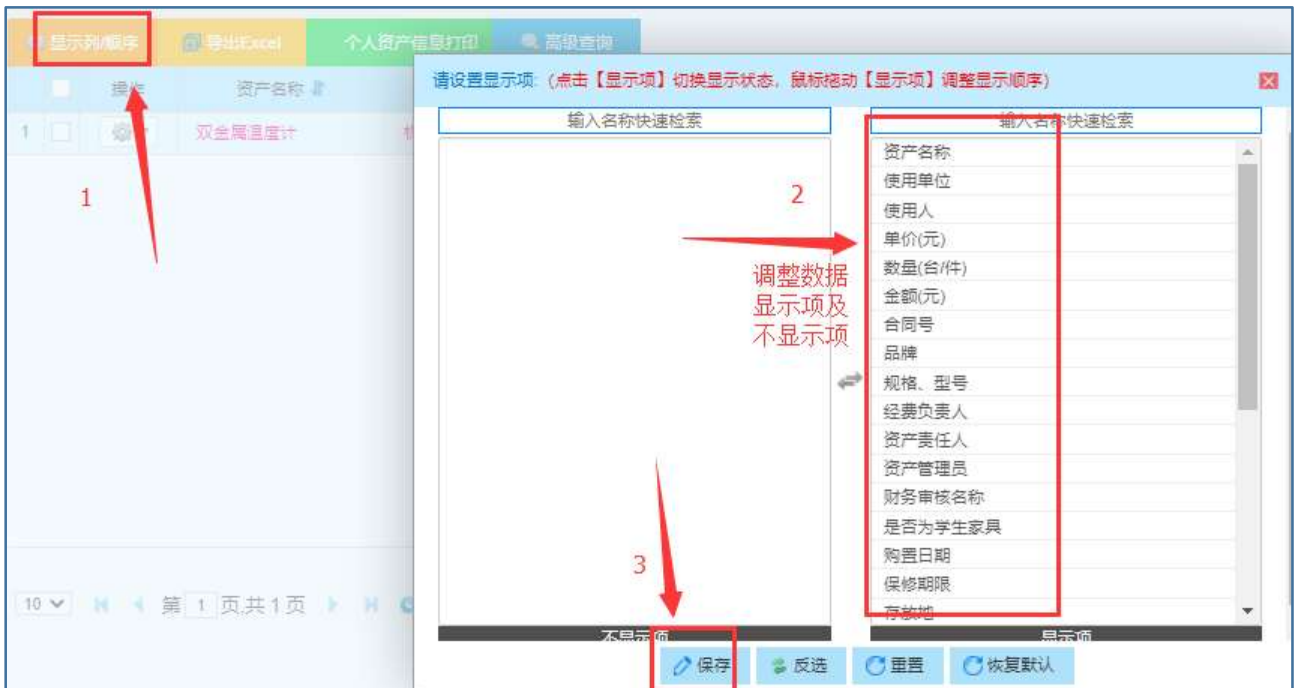 显示列/顺序 导出Excel 个人资产信息打印 高级查询
请设置显示项:（点击【显示项】切换显示状态，鼠标拖动【显示项】调整显示顺序）
操作 资产名称
输入名称快速检索 输入名称快速检索
1 双金属温度计
资产名称
使用单位
1
2
使用人
单价(元)
数量(台/件)
调整数据
显示项及
不显示项
金额(元)
合同号
品牌
规格、型号
经费负责人
资产责任人
资产管理员
财务审核名称
是否为学生家具
购置日期
3
保修期限
10 第 1 页,共 1 页
存放地
不显示项 显示项
保存 反选 重置 恢复默认